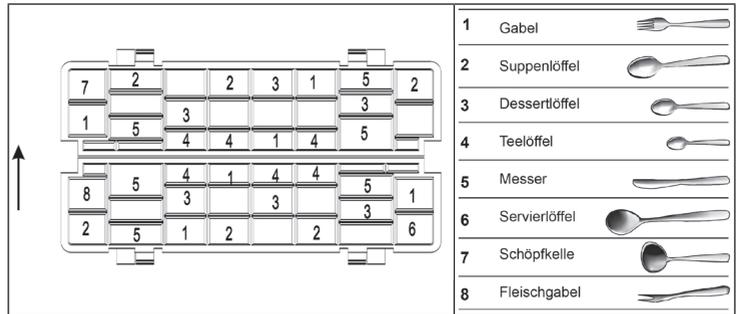 7 2 2 3 1 5 2
3
1 5 3 5
4 4 1 4
5 4 1 4 4 5
8 3 3 1
3
2 5 1 2 2 6
1 Gabel
2 Suppenlöffel
3 Dessertlöffel
4 Teelöffel
5 Messer
6 Servierlöffel
7 Schöpfkelle
8 Fleischgabel